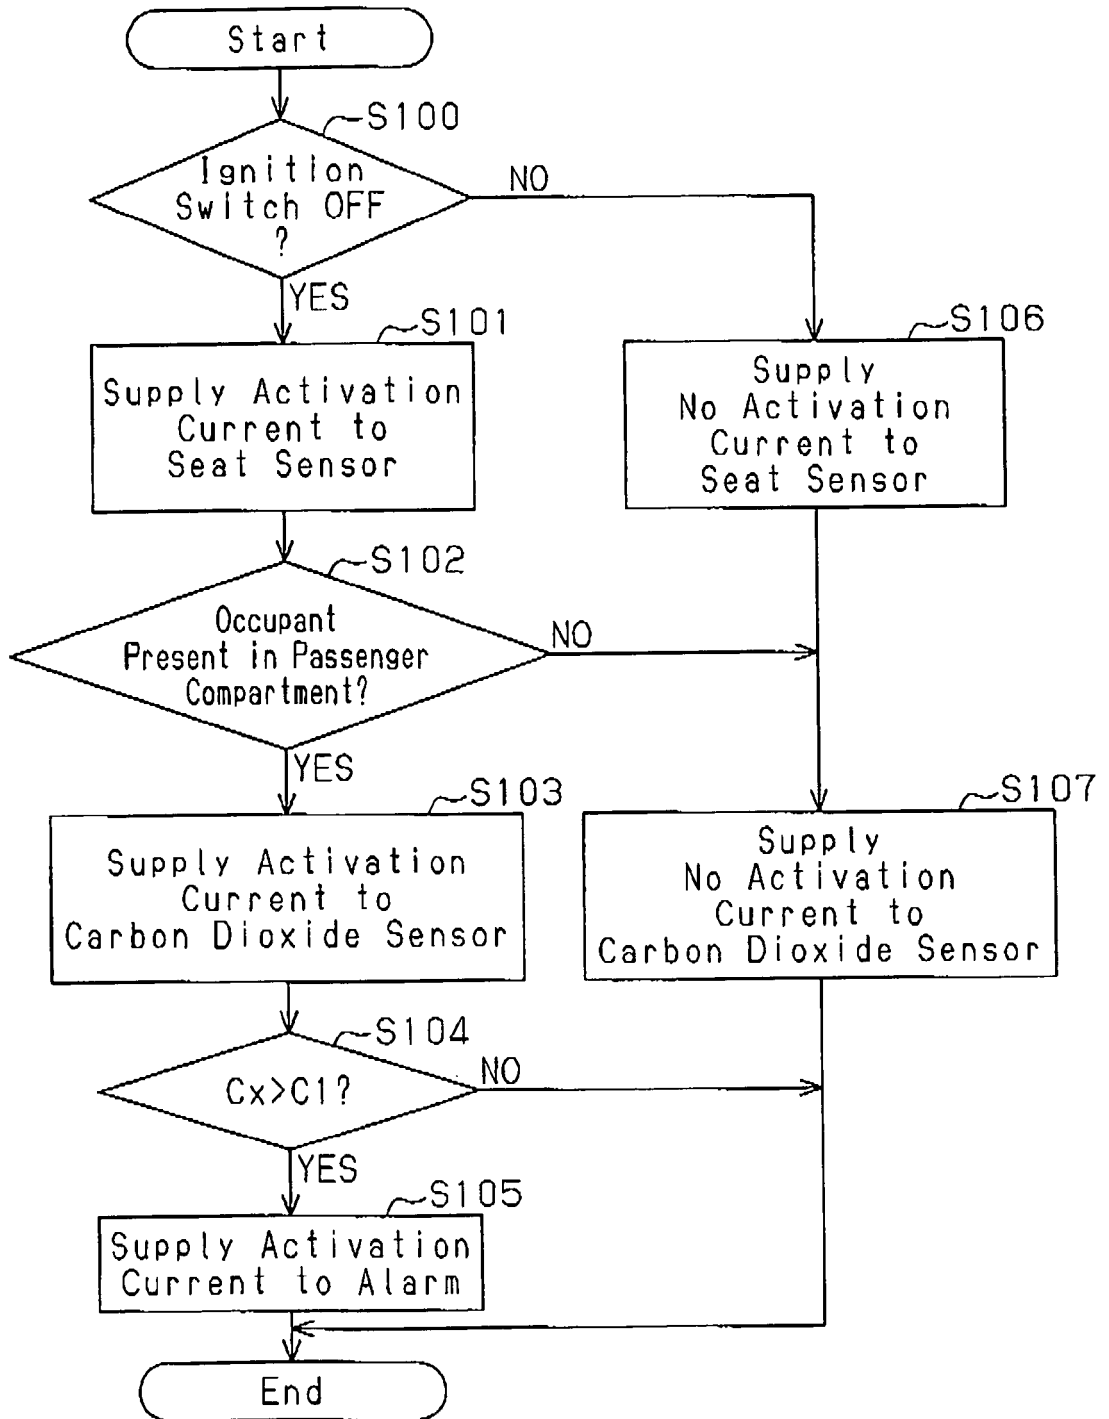 Start
S100
Ignition
Switch OFF
?
NO
YES
S101
Supply Activation
Current to
Seat Sensor
S106
Supply
No Activation
Current to
Seat Sensor
S102
Occupant
Present in Passenger
Compartment?
NO
YES
S103
Supply Activation
Current to
Carbon Dioxide Sensor
S107
Supply
No Activation
Current to
Carbon Dioxide Sensor
S104
Cx>C1?
NO
YES
S105
Supply Activation
Current to Alarm
End